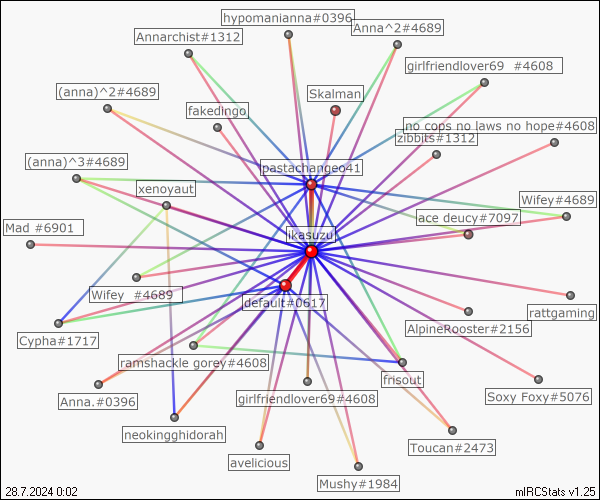 hypomanianna#0396
Anna^2#4689
Annarchist#1312
girlfriendlover69 #4608
(anna)^2#4689
Skalman
fakedingo
no cops no laws no hope#4608
zibbits#1312
(anna)^3#4689
pastachangeo41
xenoyaut
Wifey#4689
ace deucy#7097
Mad #6901
ikasuzu
Wifey #4689
default#0617
rattgaming
AlpineRooster#2156
Cypha#1717
ramshackle gorey#4608
frisout
Anna.#0396
girlfriendlover69#4608
Soxy Foxy#5076
neokingghidorah
Toucan#2473
avelicious
Mushy#1984
28.7.2024 0:02
mIRCStats v1.25